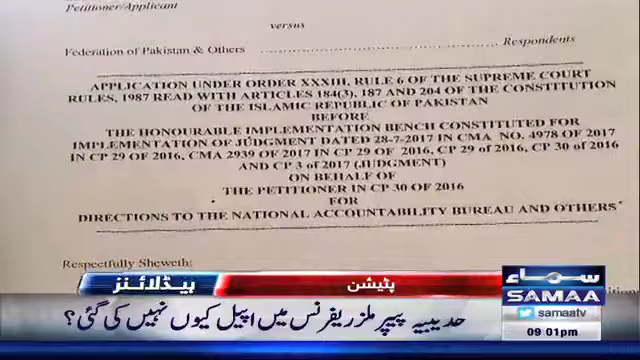 Petitioner/Applicant
versus
Federation of Pakistan & Others ........................................ Respondents
APPLICATION UNDER ORDER XXXIII, RULE 6 OF THE SUPREME COURT
RULES, 1987 READ WITH ARTICLES 184(3), 187 AND 204 OF THE CONSTITUTION
OF THE ISLAMIC REPUBLIC OF PAKISTAN
BEFORE
THE HONOURABLE IMPLEMENTATION BENCH CONSTITUTED FOR
IMPLEMENTATION OF JUDGMENT DATED 28-7-2017 IN CMA NO. 4978 OF 2017
IN CP 29 OF 2016, CMA 2939 OF 2017 IN CP 29 OF 2016, CP 29 of 2016, CP 30 of 2016
AND CP 3 of 2017 (JUDGMENT)
ON BEHALF OF
THE PETITIONER IN CP 30 OF 2016
FOR
DIRECTIONS TO THE NATIONAL ACCOUNTABILITY BUREAU AND OTHERS
Respectfully Sheweth:
پٹیشن
ہیڈلائنز
سماء
SAMAA
samaatv
09:01pm
حدیبیہ پیپر ملز ریفرنس میں اپیل کیوں نہیں کی گئی؟